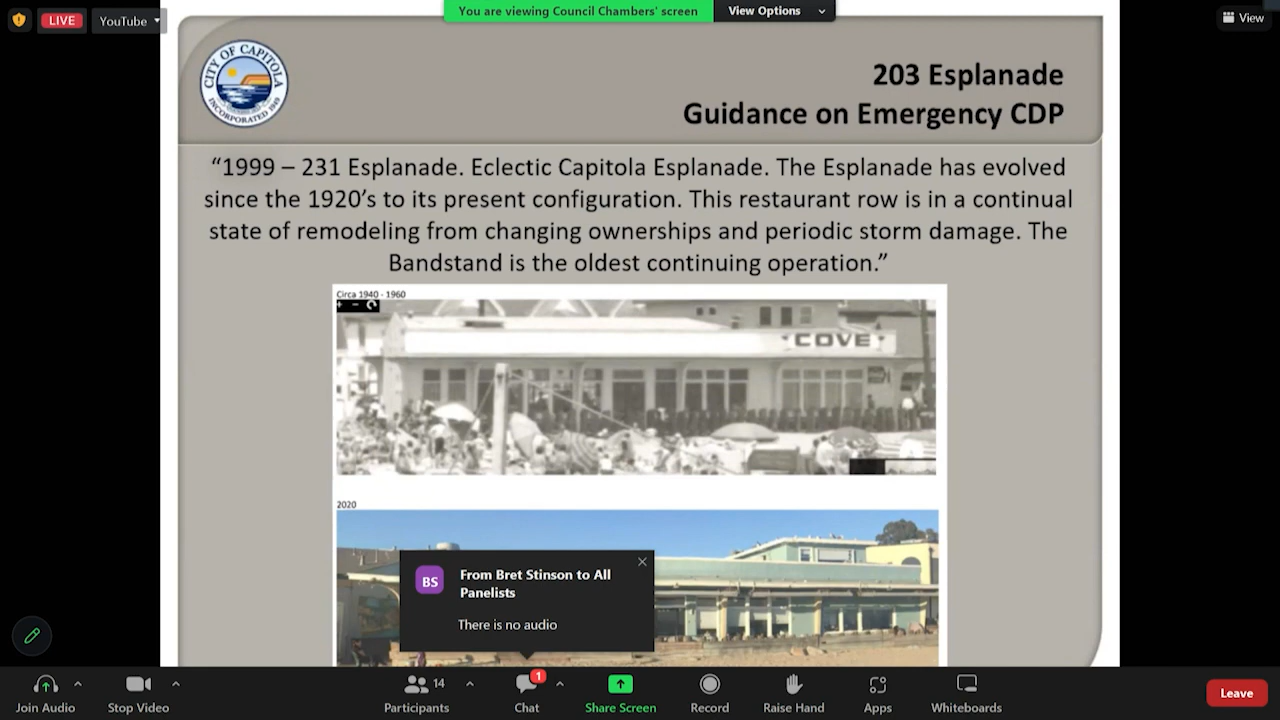 LIVE
YouTube
You are viewing Council Chambers' screen
View Options
View
CITY OF CAPITOLA
INCORPORATED 1949
203 Esplanade
Guidance on Emergency CDP
“1999 – 231 Esplanade. Eclectic Capitola Esplanade. The Esplanade has evolved
since the 1920’s to its present configuration. This restaurant row is in a continual
state of remodeling from changing ownerships and periodic storm damage. The
Bandstand is the oldest continuing operation.”
Circa 1940 - 1960
COVE
2020
BS
From Bret Stinson to All
Panelists
There is no audio
Join Audio
Stop Video
14
Participants
1
Chat
Share Screen
Record
Raise Hand
Apps
Whiteboards
Leave